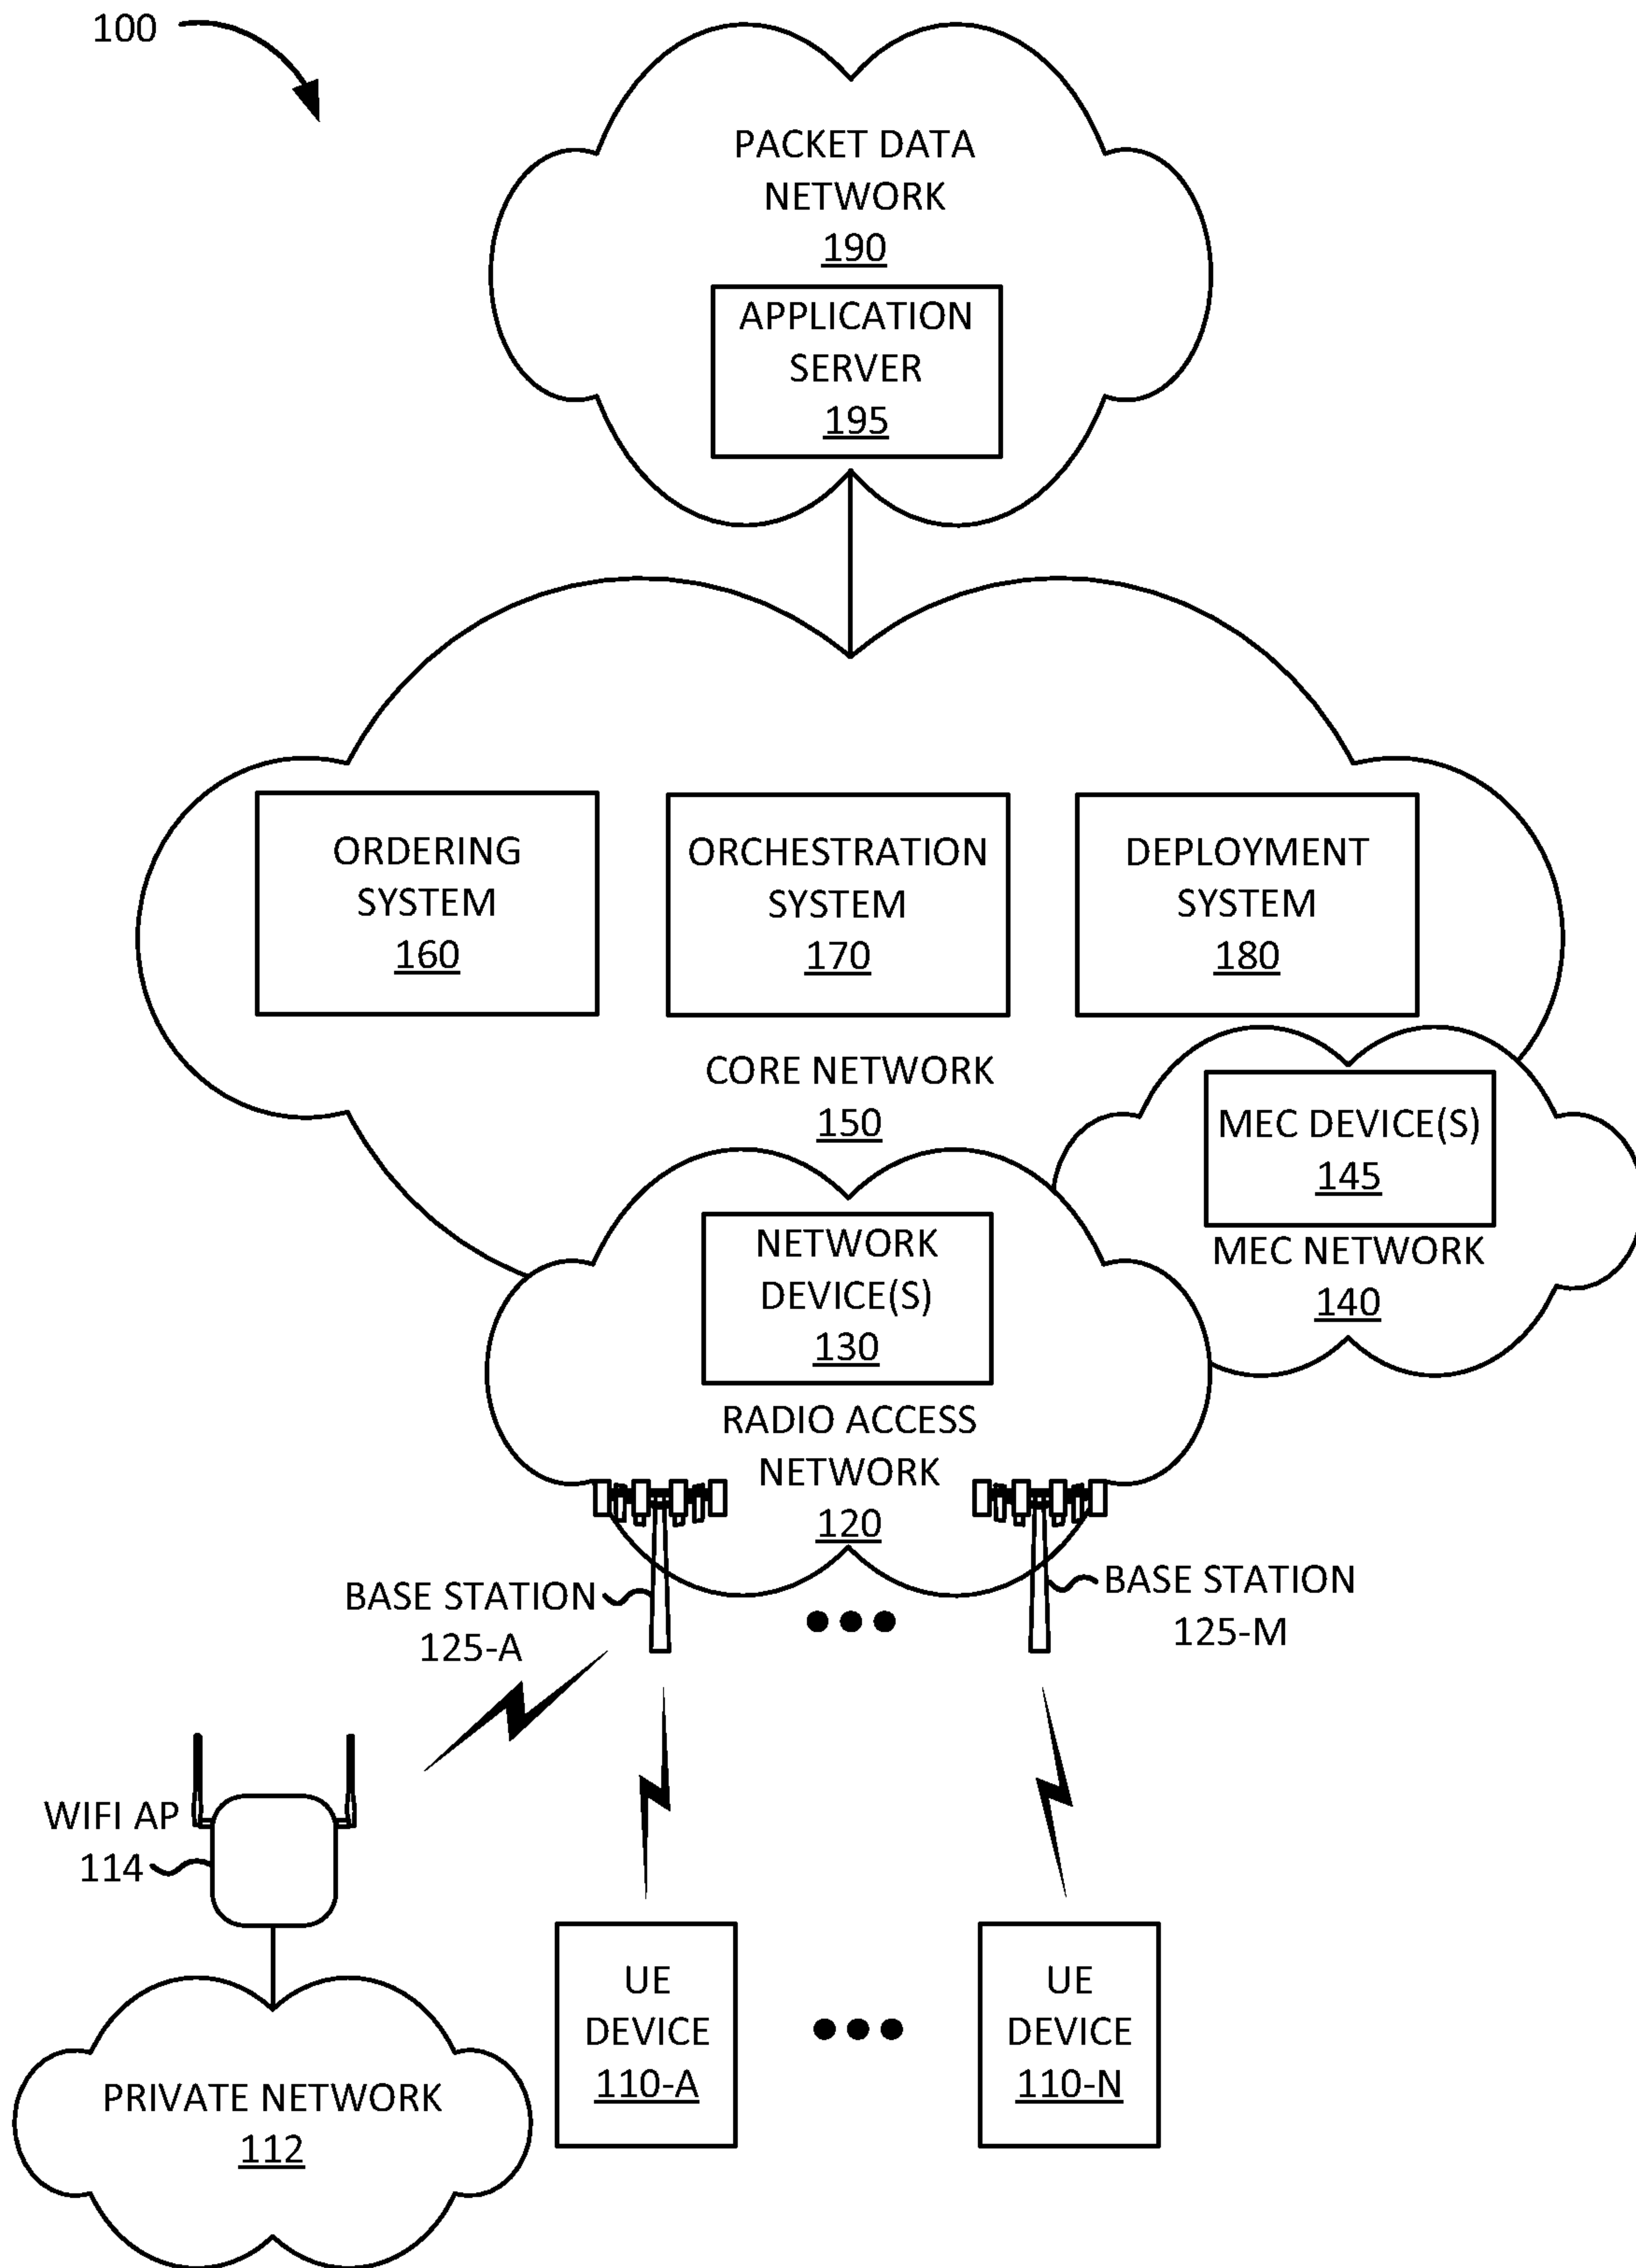 100
PACKET DATA
NETWORK
190
APPLICATION
SERVER
195
ORDERING
SYSTEM
160
ORCHESTRATION
SYSTEM
170
DEPLOYMENT
SYSTEM
180
CORE NETWORK
150
MEC DEVICE(S)
145
MEC NETWORK
140
NETWORK
DEVICE(S)
130
RADIO ACCESS
NETWORK
120
BASE STATION
125-A
BASE STATION
125-M
WIFI AP
114
PRIVATE NETWORK
112
UE
DEVICE
110-A
UE
DEVICE
110-N